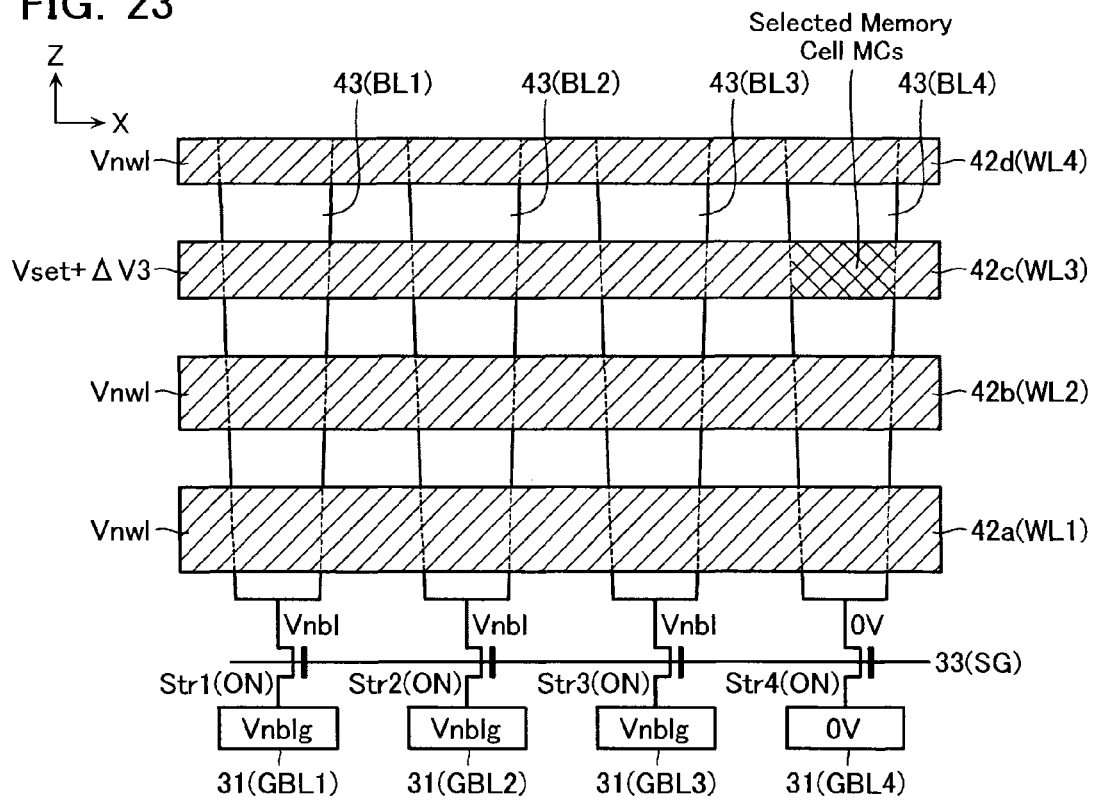 FIG. 23
Selected Memory
Cell MCs
Z
X
43(BL1)
43(BL2)
43(BL3)
43(BL4)
Vnwl
42d(WL4)
Vset+ΔV3
42c(WL3)
Vnwl
42b(WL2)
Vnwl
42a(WL1)
Vnbl
Vnbl
Vnbl
0V
33(SG)
Str1(ON)
Str2(ON)
Str3(ON)
Str4(ON)
Vnblg
Vnblg
Vnblg
0V
31(GBL1)
31(GBL2)
31(GBL3)
31(GBL4)